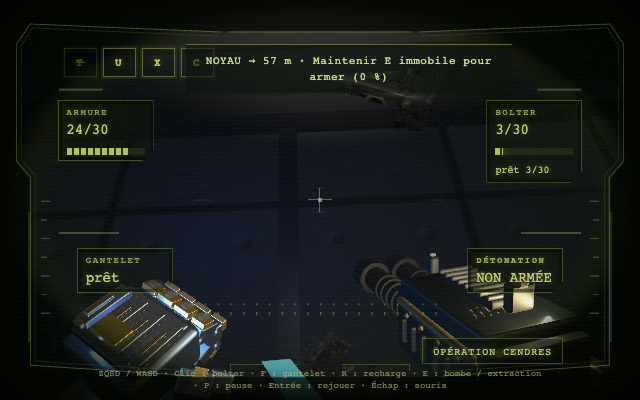 T U X C
NOYAU → 57 m · Maintenir E immobile pour
armer (0 %)
ARMURE
24/30
BOLTER
3/30
prêt 3/30
GANTELET
prêt
DÉTONATION
NON ARMÉE
OPÉRATION CENDRES
ZQSD / WASD · Clic : bolter · F : gantelet · R : recharge · E : bombe / extraction
· P : pause · Entrée : rejouer · Échap : souris